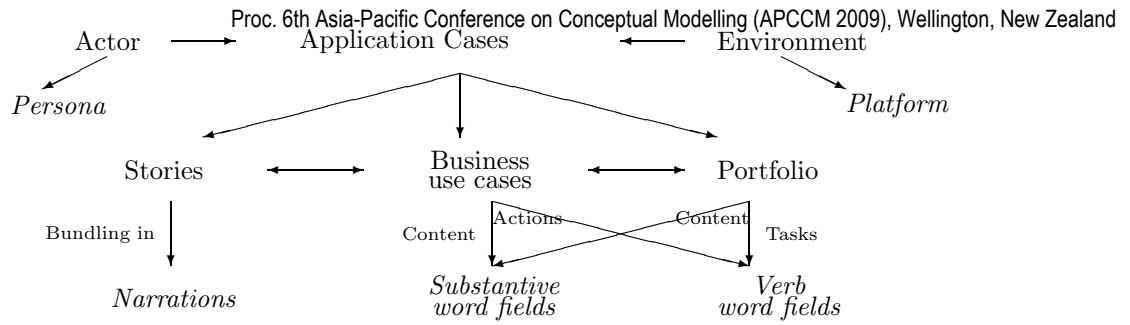 Proc. 6th Asia-Pacific Conference on Conceptual Modelling (APCCM 2009), Wellington, New Zealand
Actor Application Cases Environment
Persona Platform
Stories Business use cases Portfolio
Actions Content
Bundling in Content Tasks
Narrations Substantive word fields Verb word fields